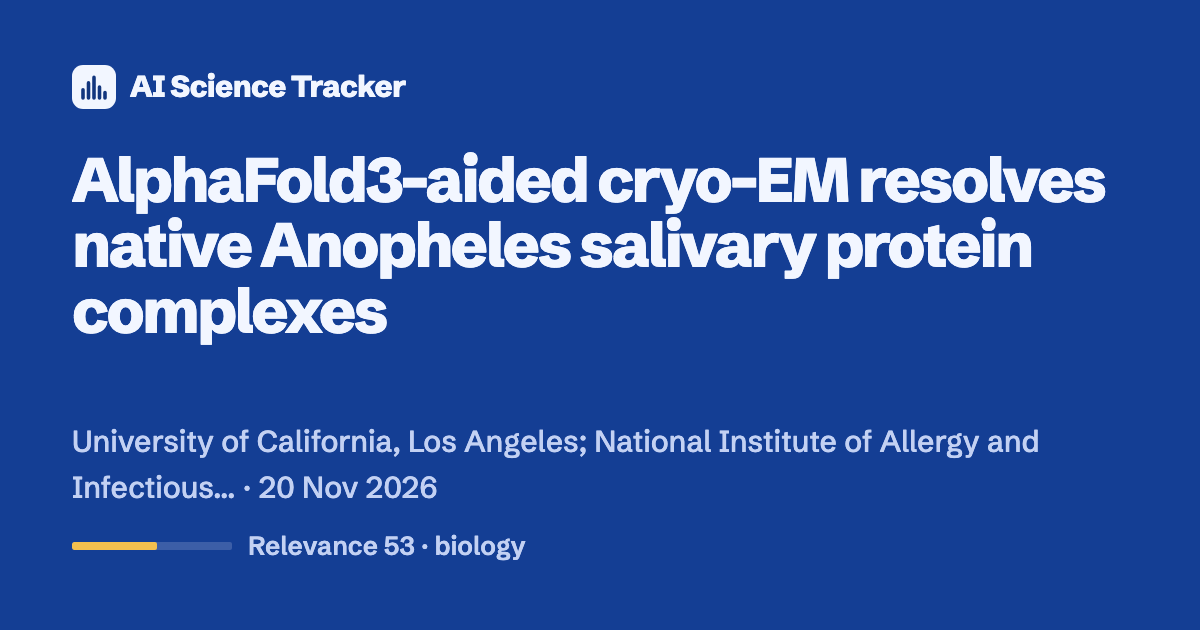 AI Science Tracker
AlphaFold3-aided cryo-EM resolves
native Anopheles salivary protein
complexes
University of California, Los Angeles; National Institute of Allergy and
Infectious... · 20 Nov 2026
Relevance 53 · biology